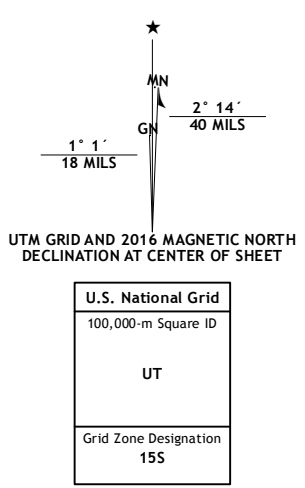 ★
MN
2° 14´
GN
40 MILS
1° 1´
18 MILS
UTM GRID AND 2016 MAGNETIC NORTH
DECLINATION AT CENTER OF SHEET
U.S. National Grid
100,000-m Square ID
UT
Grid Zone Designation
15S